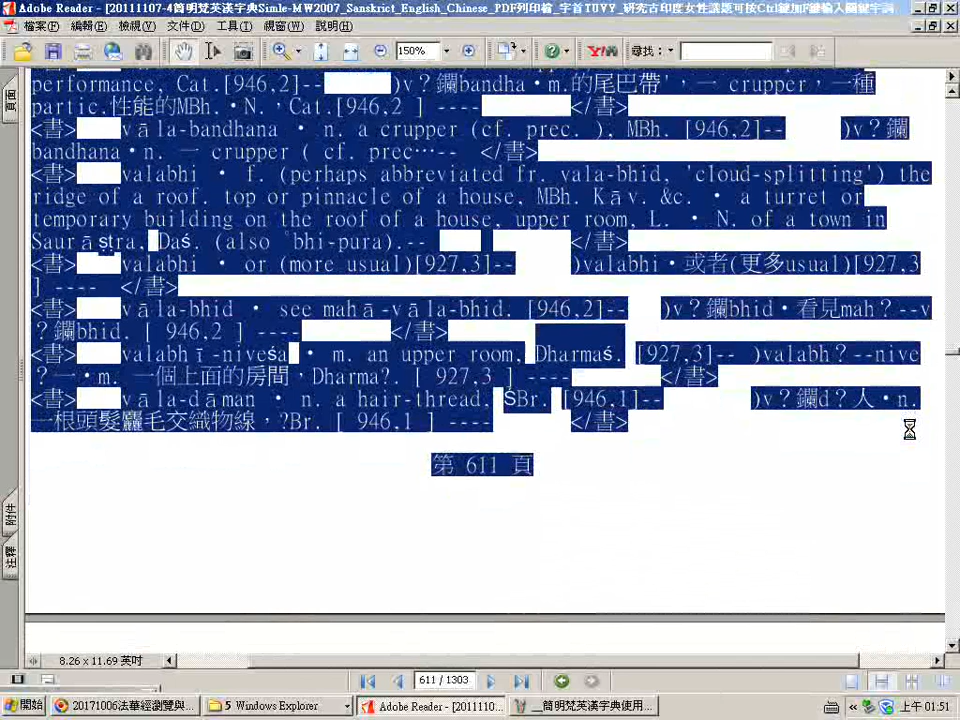 Adobe Reader - [20111107-4簡明梵英漢字典Simle-MW2007_Sanskrict_English_Chinese_PDF列印檔_字首TUVY_研究古印度女性議題可按Ctrl鍵加F鍵輸入關鍵字詞
檔案(F) 編輯(E) 檢視(V) 文件(D) 工具(T) 視窗(W) 說明(H)
150% 尋找:
頁面
performance, Cat.[946,2]-- )v？鑭bandha‧m.的尾巴帶'，一 crupper，一種
partic.性能的MBh.‧N.，Cat.[946,2 ] ---- </書>
<書> vāla-bandhana ‧ n. a crupper (cf. prec. ), MBh. [946,2]-- )v？鑭
bandhana‧n. 一 crupper ( cf. prec…-- </書>
<書> valabhi ‧ f. (perhaps abbreviated fr. vala-bhid, 'cloud-splitting') the
ridge of a roof. top or pinnacle of a house, MBh. Kāv. &c. ‧ a turret or
temporary building on the roof of a house, upper room, L. ‧ N. of a town in
Saurāṣṭra, Daś. (also ゜bhi-pura).-- </書>
<書> valabhi ‧ or (more usual)[927,3]-- )valabhi‧或者(更多usual)[927,3
] ---- </書>
<書> vāla-bhid ‧ see mahā-vāla-bhid. [946,2]-- )v？鑭bhid‧看見mah？--v
？鑭bhid. [ 946,2 ] ---- </書>
<書> valabhī-niveśa ‧ m. an upper room, Dharmaś. [927,3]-- )valabh？--nive
？一‧m. 一個上面的房間，Dharma?. [ 927,3 ] ---- </書>
<書> vāla-dāman ‧ n. a hair-thread, ŚBr. [946,1]-- )v？鑭d？人‧n.
一根頭髮麤毛交織物線，?Br. [ 946,1 ] ---- </書>
第 611 頁
附件
注釋
8.26 x 11.69 英吋
611 / 1303
開始 20171006法華經瀏覽與... 5 Windows Explorer Adobe Reader - [2011110... __簡明梵英漢字典使用... 上午 01:51